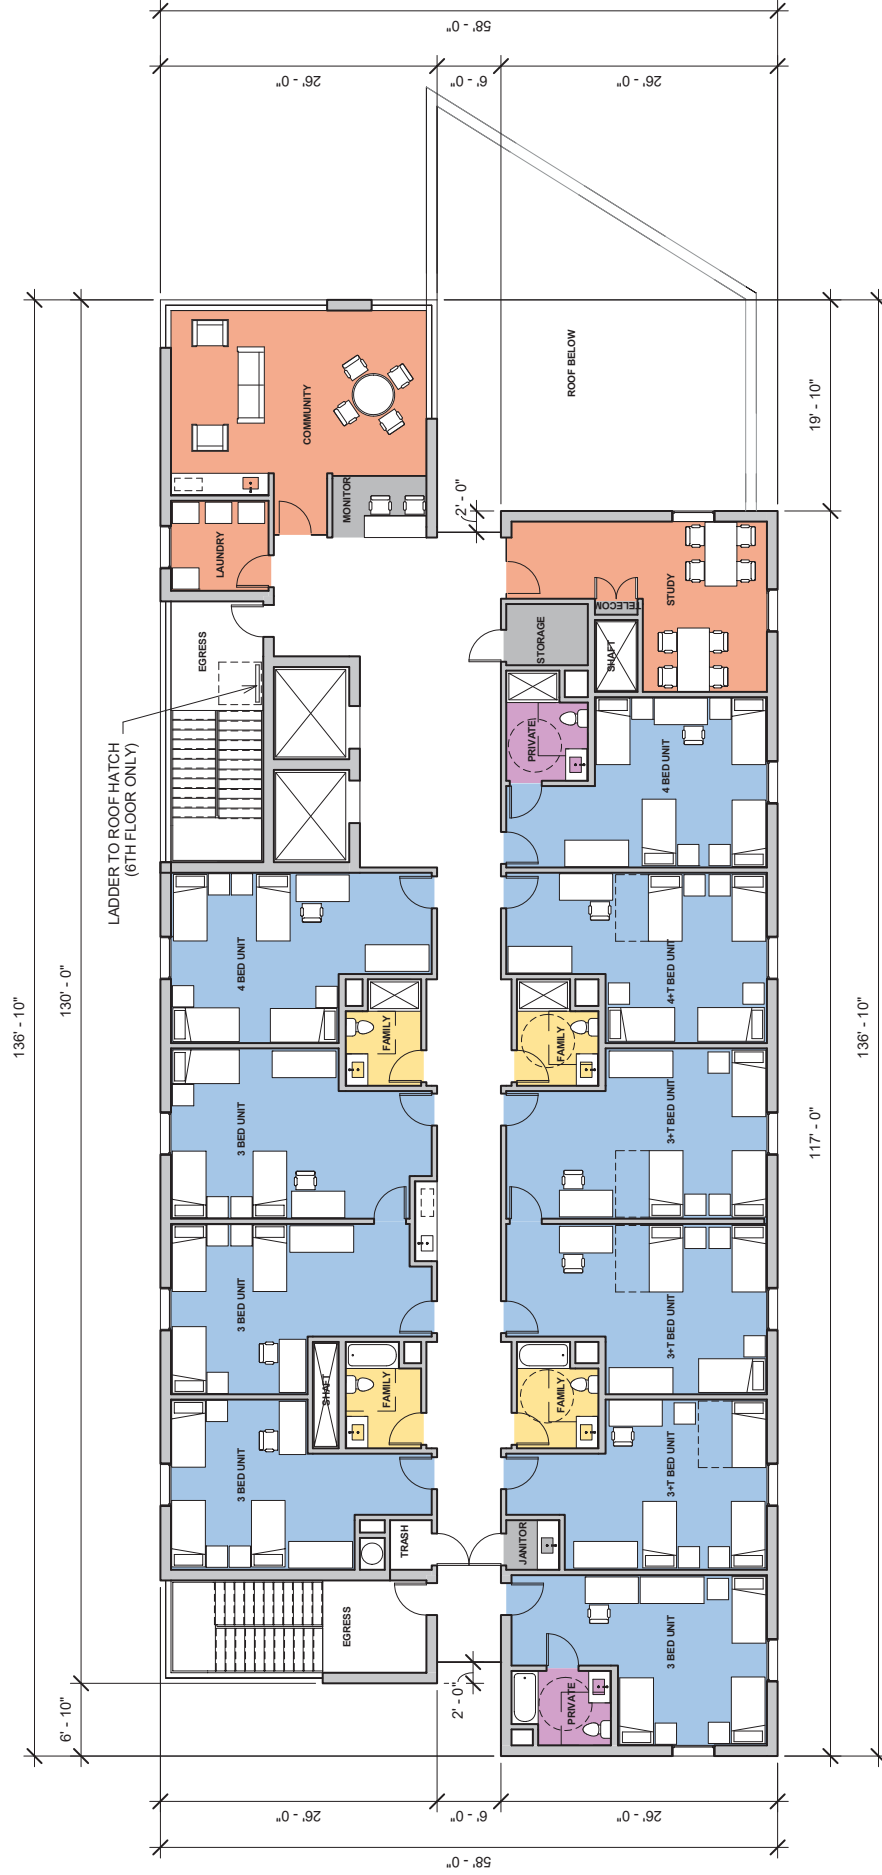 58' - 0"
26' - 0"
6' - 0"
26' - 0"
136' - 10"
130' - 0"
6' - 10"
LADDER TO ROOF HATCH
(6TH FLOOR ONLY)
COMMUNITY
MONITOR
LAUNDRY
EGRESS
ROOF BELOW
19' - 10"
2' - 0"
STUDY
TELECOM
SHAFT
STORAGE
PRIVATE
4 BED UNIT
4 BED UNIT
4+T BED UNIT
FAMILY
FAMILY
3 BED UNIT
3+T BED UNIT
117' - 0"
136' - 10"
3 BED UNIT
3+T BED UNIT
SHAFT
FAMILY
FAMILY
3 BED UNIT
3+T BED UNIT
TRASH
JANITOR
EGRESS
3 BED UNIT
PRIVATE
2' - 0"
26' - 0"
6' - 0"
26' - 0"
58' - 0"